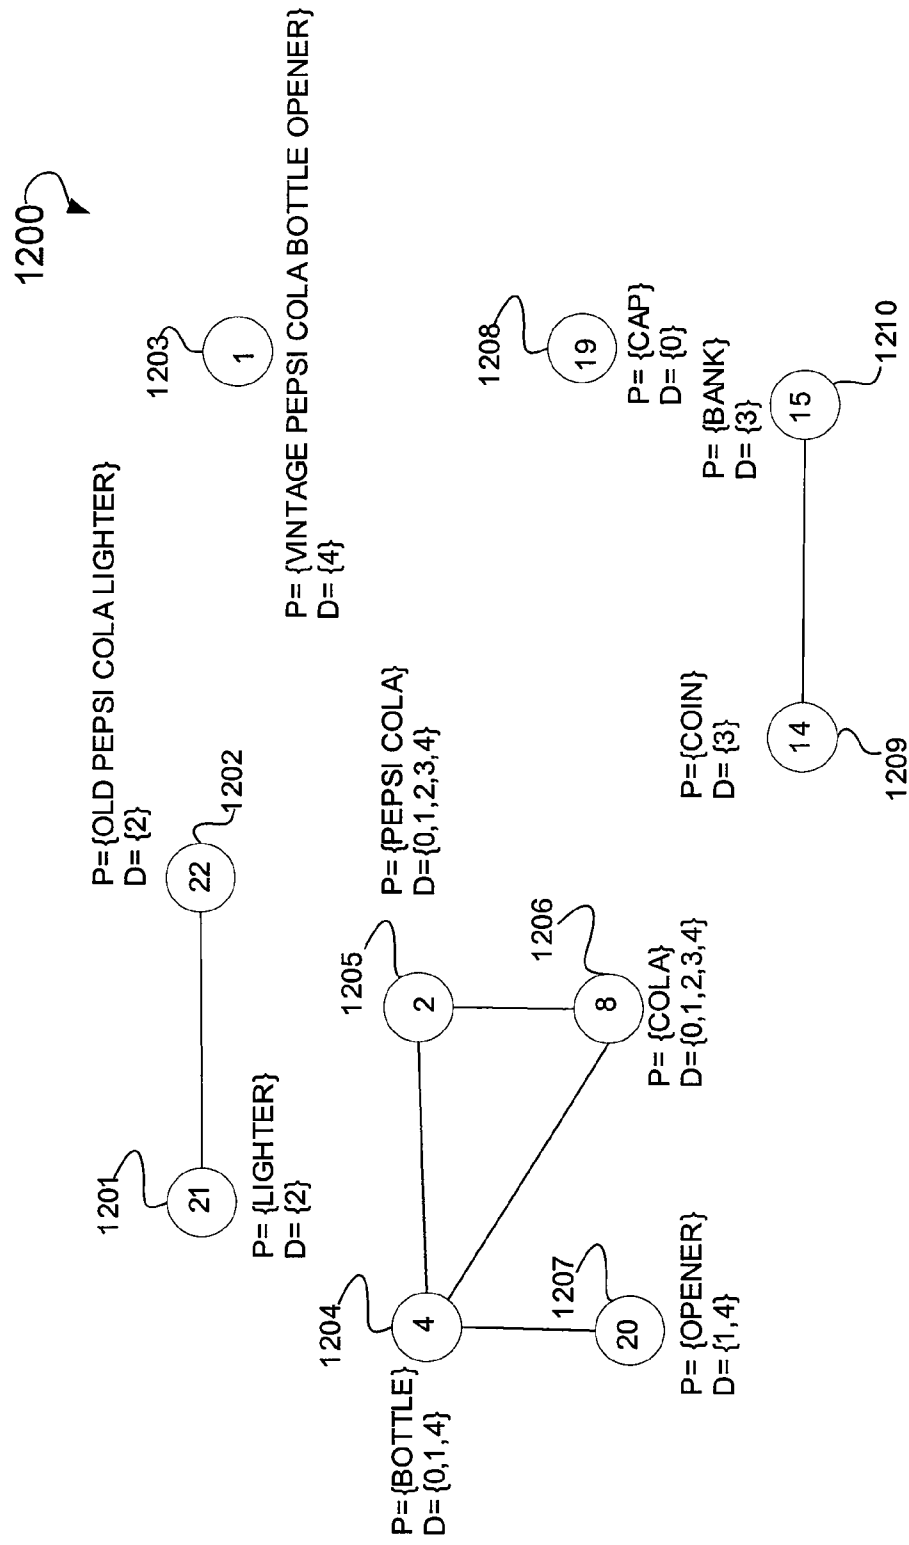 1200
P={OLD PEPSI COLA LIGHTER}
D={2}
1201
21
22
1202
P={LIGHTER}
D={2}
1203
1
P={VINTAGE PEPSI COLA BOTTLE OPENER}
D={4}
1204
P={BOTTLE}
D={0,1,4}
4
1205
2
P={PEPSI COLA}
D={0,1,2,3,4}
1206
8
P={COLA}
D={0,1,2,3,4}
1207
20
P={OPENER}
D={1,4}
1208
19
P={CAP}
D={0}
P={COIN}
D={3}
14
1209
P={BANK}
D={3}
15
1210